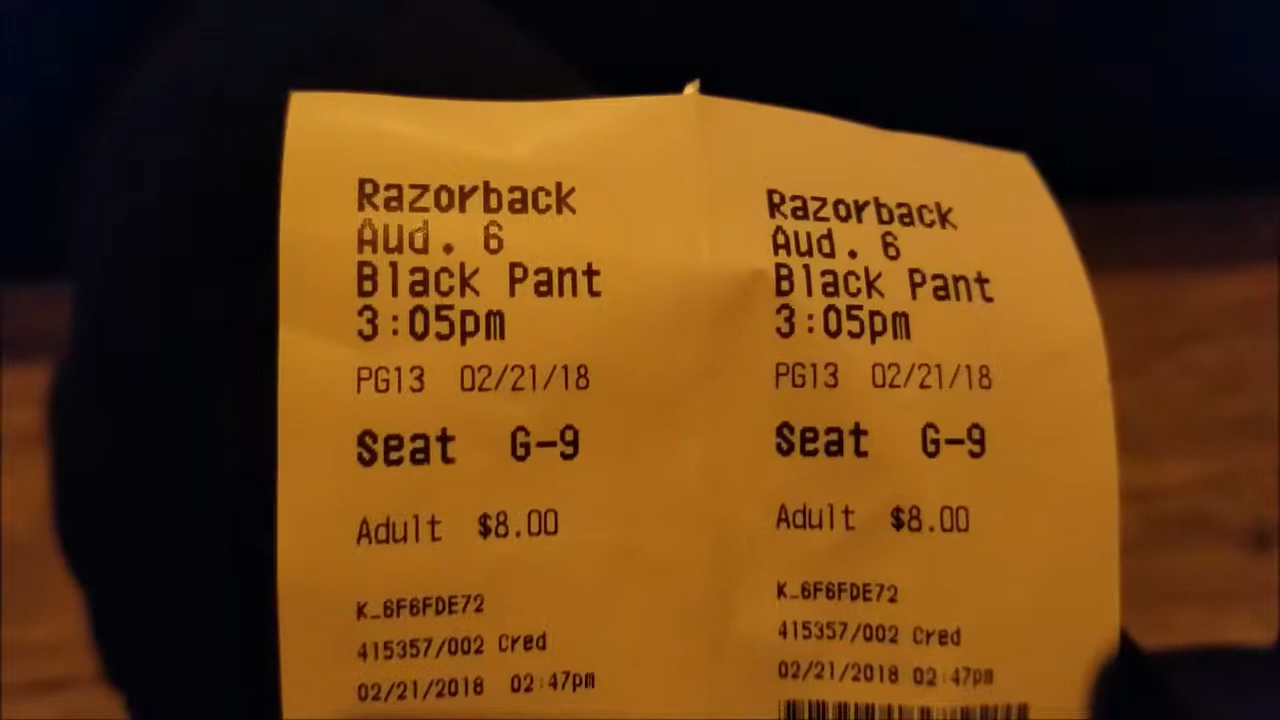 Razorback
Aud. 6
Black Pant
3:05pm
PG13 02/21/18
Seat G-9
Adult $8.00
K_6F6FDE72
415357/002 Cred
02/21/2018 02:47pm
Razorback
Aud. 6
Black Pant
3:05pm
PG13 02/21/18
Seat G-9
Adult $8.00
K_6F6FDE72
415357/002 Cred
02/21/2018 02:47pm